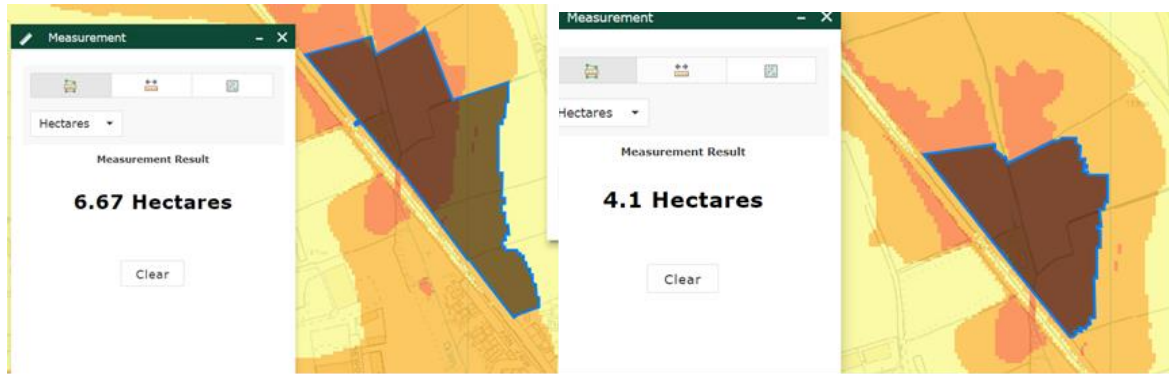 Measurement
Hectares
Measurement Result
6.67 Hectares
Clear
Measurement
Hectares
Measurement Result
4.1 Hectares
Clear